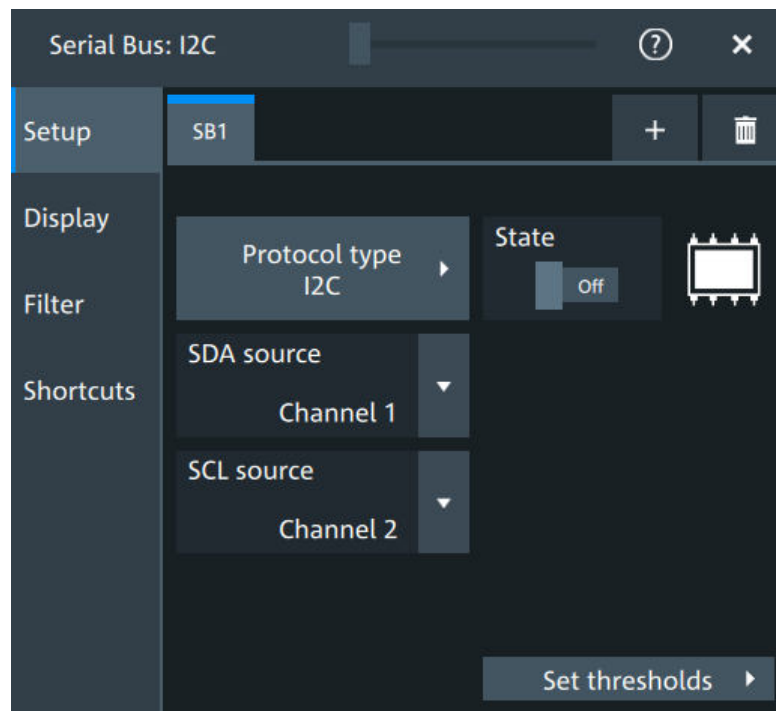 Serial Bus: I2C
?
Setup
SB1
+
Display
Protocol type
I2C
State
Off
Filter
SDA source
Channel 1
Shortcuts
SCL source
Channel 2
Set thresholds